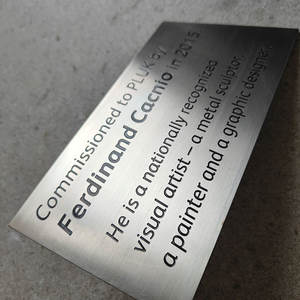 Commissioned to PLUK by
Ferdinand Cacnio in 2015
He is a nationally recognized
visual artist – a metal sculptor,
a painter and a graphic designer.